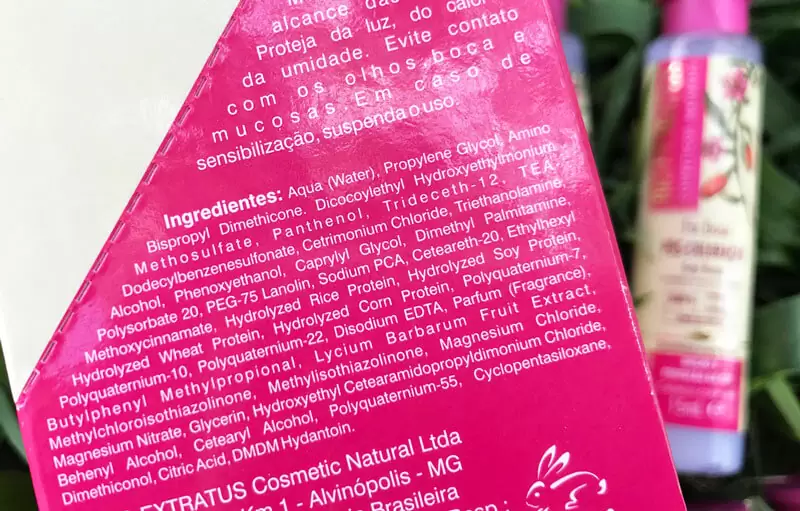 alcance das
Proteja da luz, do calor
da umidade. Evite contato
com os olhos boca e
mucosas Em caso de
sensibilização, suspenda o uso.
Ingredientes: Aqua (Water), Propylene Glycol, Amino
Bispropyl Dimethicone. Dicocoylethyl Hydroxyethylmonium
Methosulfate, Panthenol, Trideceth-12, TEA-
Dodecylbenzenesulfonate, Cetrimonium Chloride, Triethanolamine,
Alcohol, Phenoxyethanol, Caprylyl Glycol, Dimethyl Palmitamine,
Polysorbate 20, PEG-75 Lanolin, Sodium PCA, Ceteareth-20, Ethylhexyl
Methoxycinnamate, Hydrolyzed Rice Protein, Hydrolyzed Soy Protein,
Hydrolyzed Wheat Protein, Hydrolyzed Corn Protein, Polyquaternium-7,
Polyquaternium-10, Polyquaternium-22, Disodium EDTA, Parfum (Fragrance),
Butylphenyl Methylpropional, Lycium Barbarum Fruit Extract,
Methylchloroisothiazolinone, Methylisothiazolinone, Magnesium Chloride,
Magnesium Nitrate, Glycerin, Hydroxyethyl Cetearamidopropyldimonium Chloride,
Behenyl Alcohol, Cetearyl Alcohol, Polyquaternium-55, Cyclopentasiloxane,
Dimethiconol, Citric Acid, DMDM Hydantoin.
EXTRATUS Cosmetic Natural Ltda
Km 1 - Alvinópolis - MG
Brasileira
Resp.: